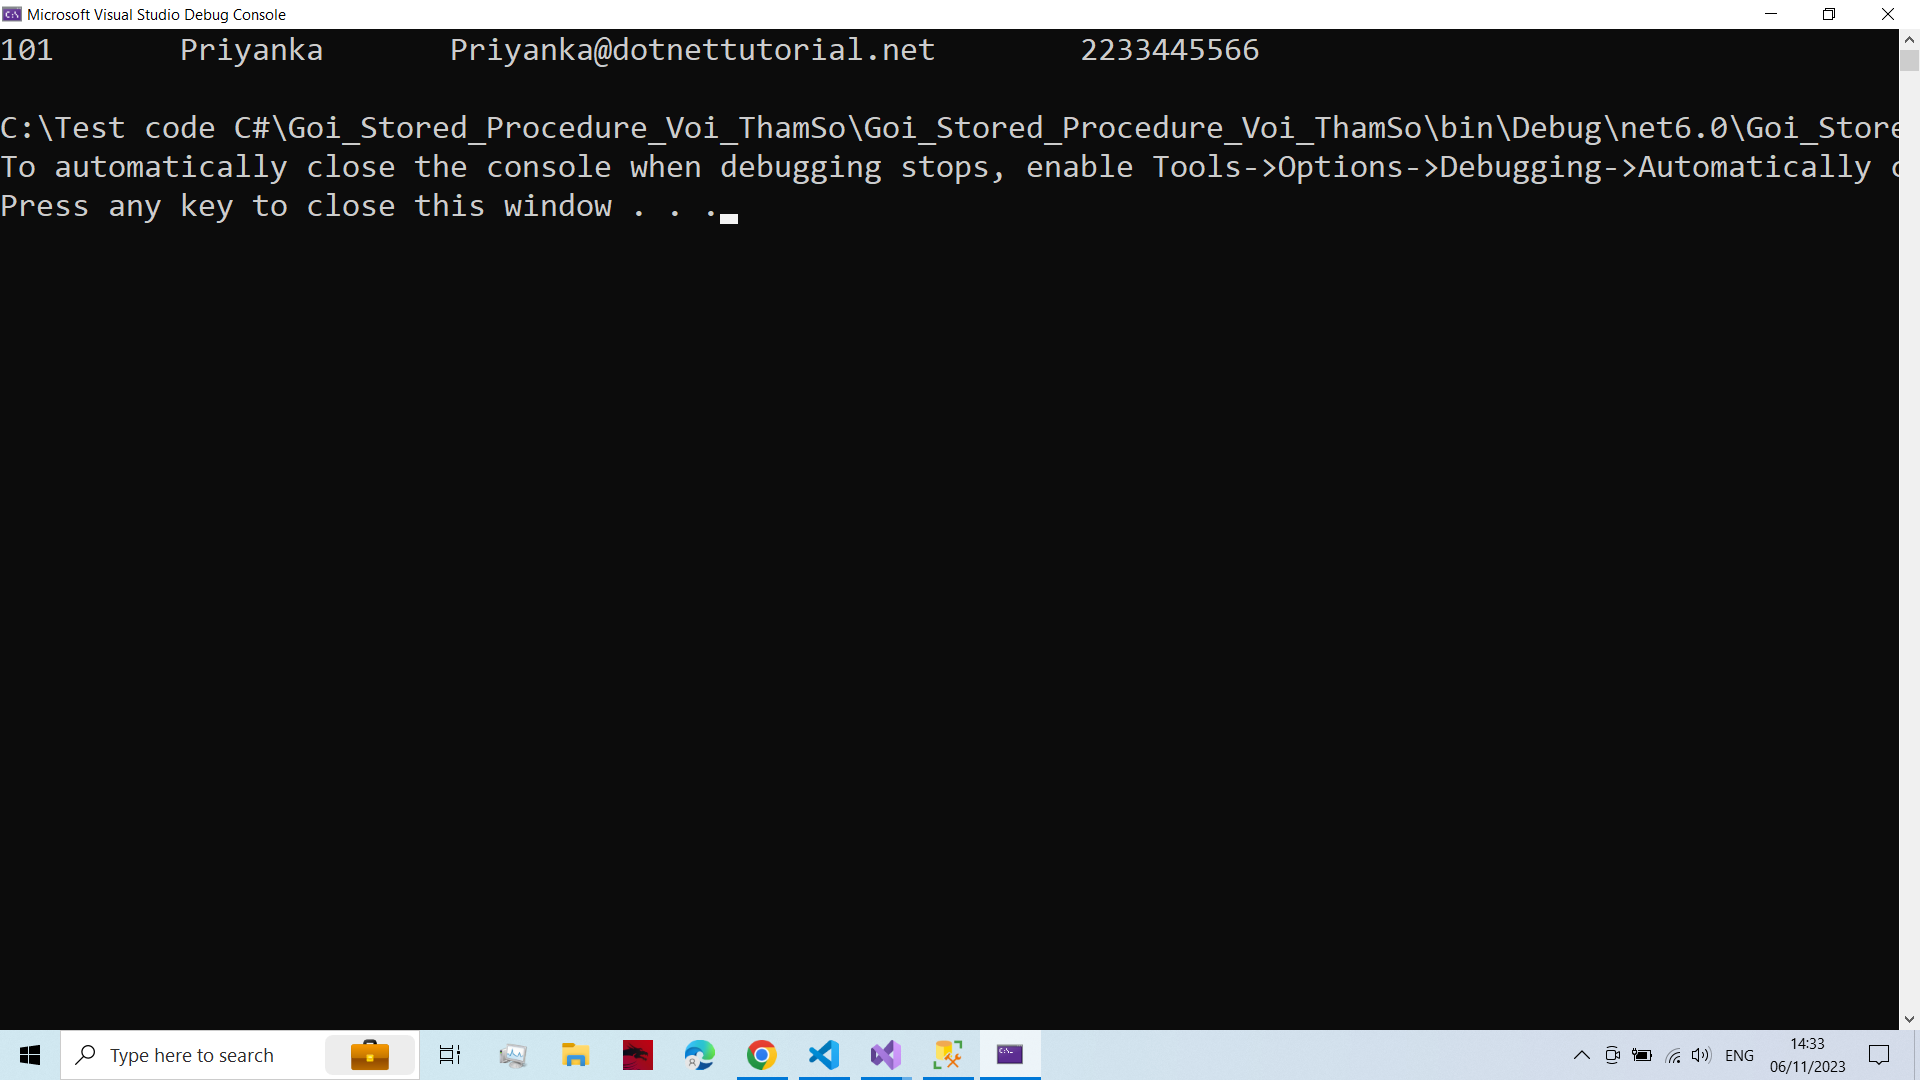 Microsoft Visual Studio Debug Console
101 Priyanka Priyanka@dotnettutorial.net 2233445566
C:\Test code C#\Goi_Stored_Procedure_Voi_ThamSo\Goi_Stored_Procedure_Voi_ThamSo\bin\Debug\net6.0\Goi_Store
To automatically close the console when debugging stops, enable Tools->Options->Debugging->Automatically
Press any key to close this window . . .
Type here to search
ENG
14:33
06/11/2023